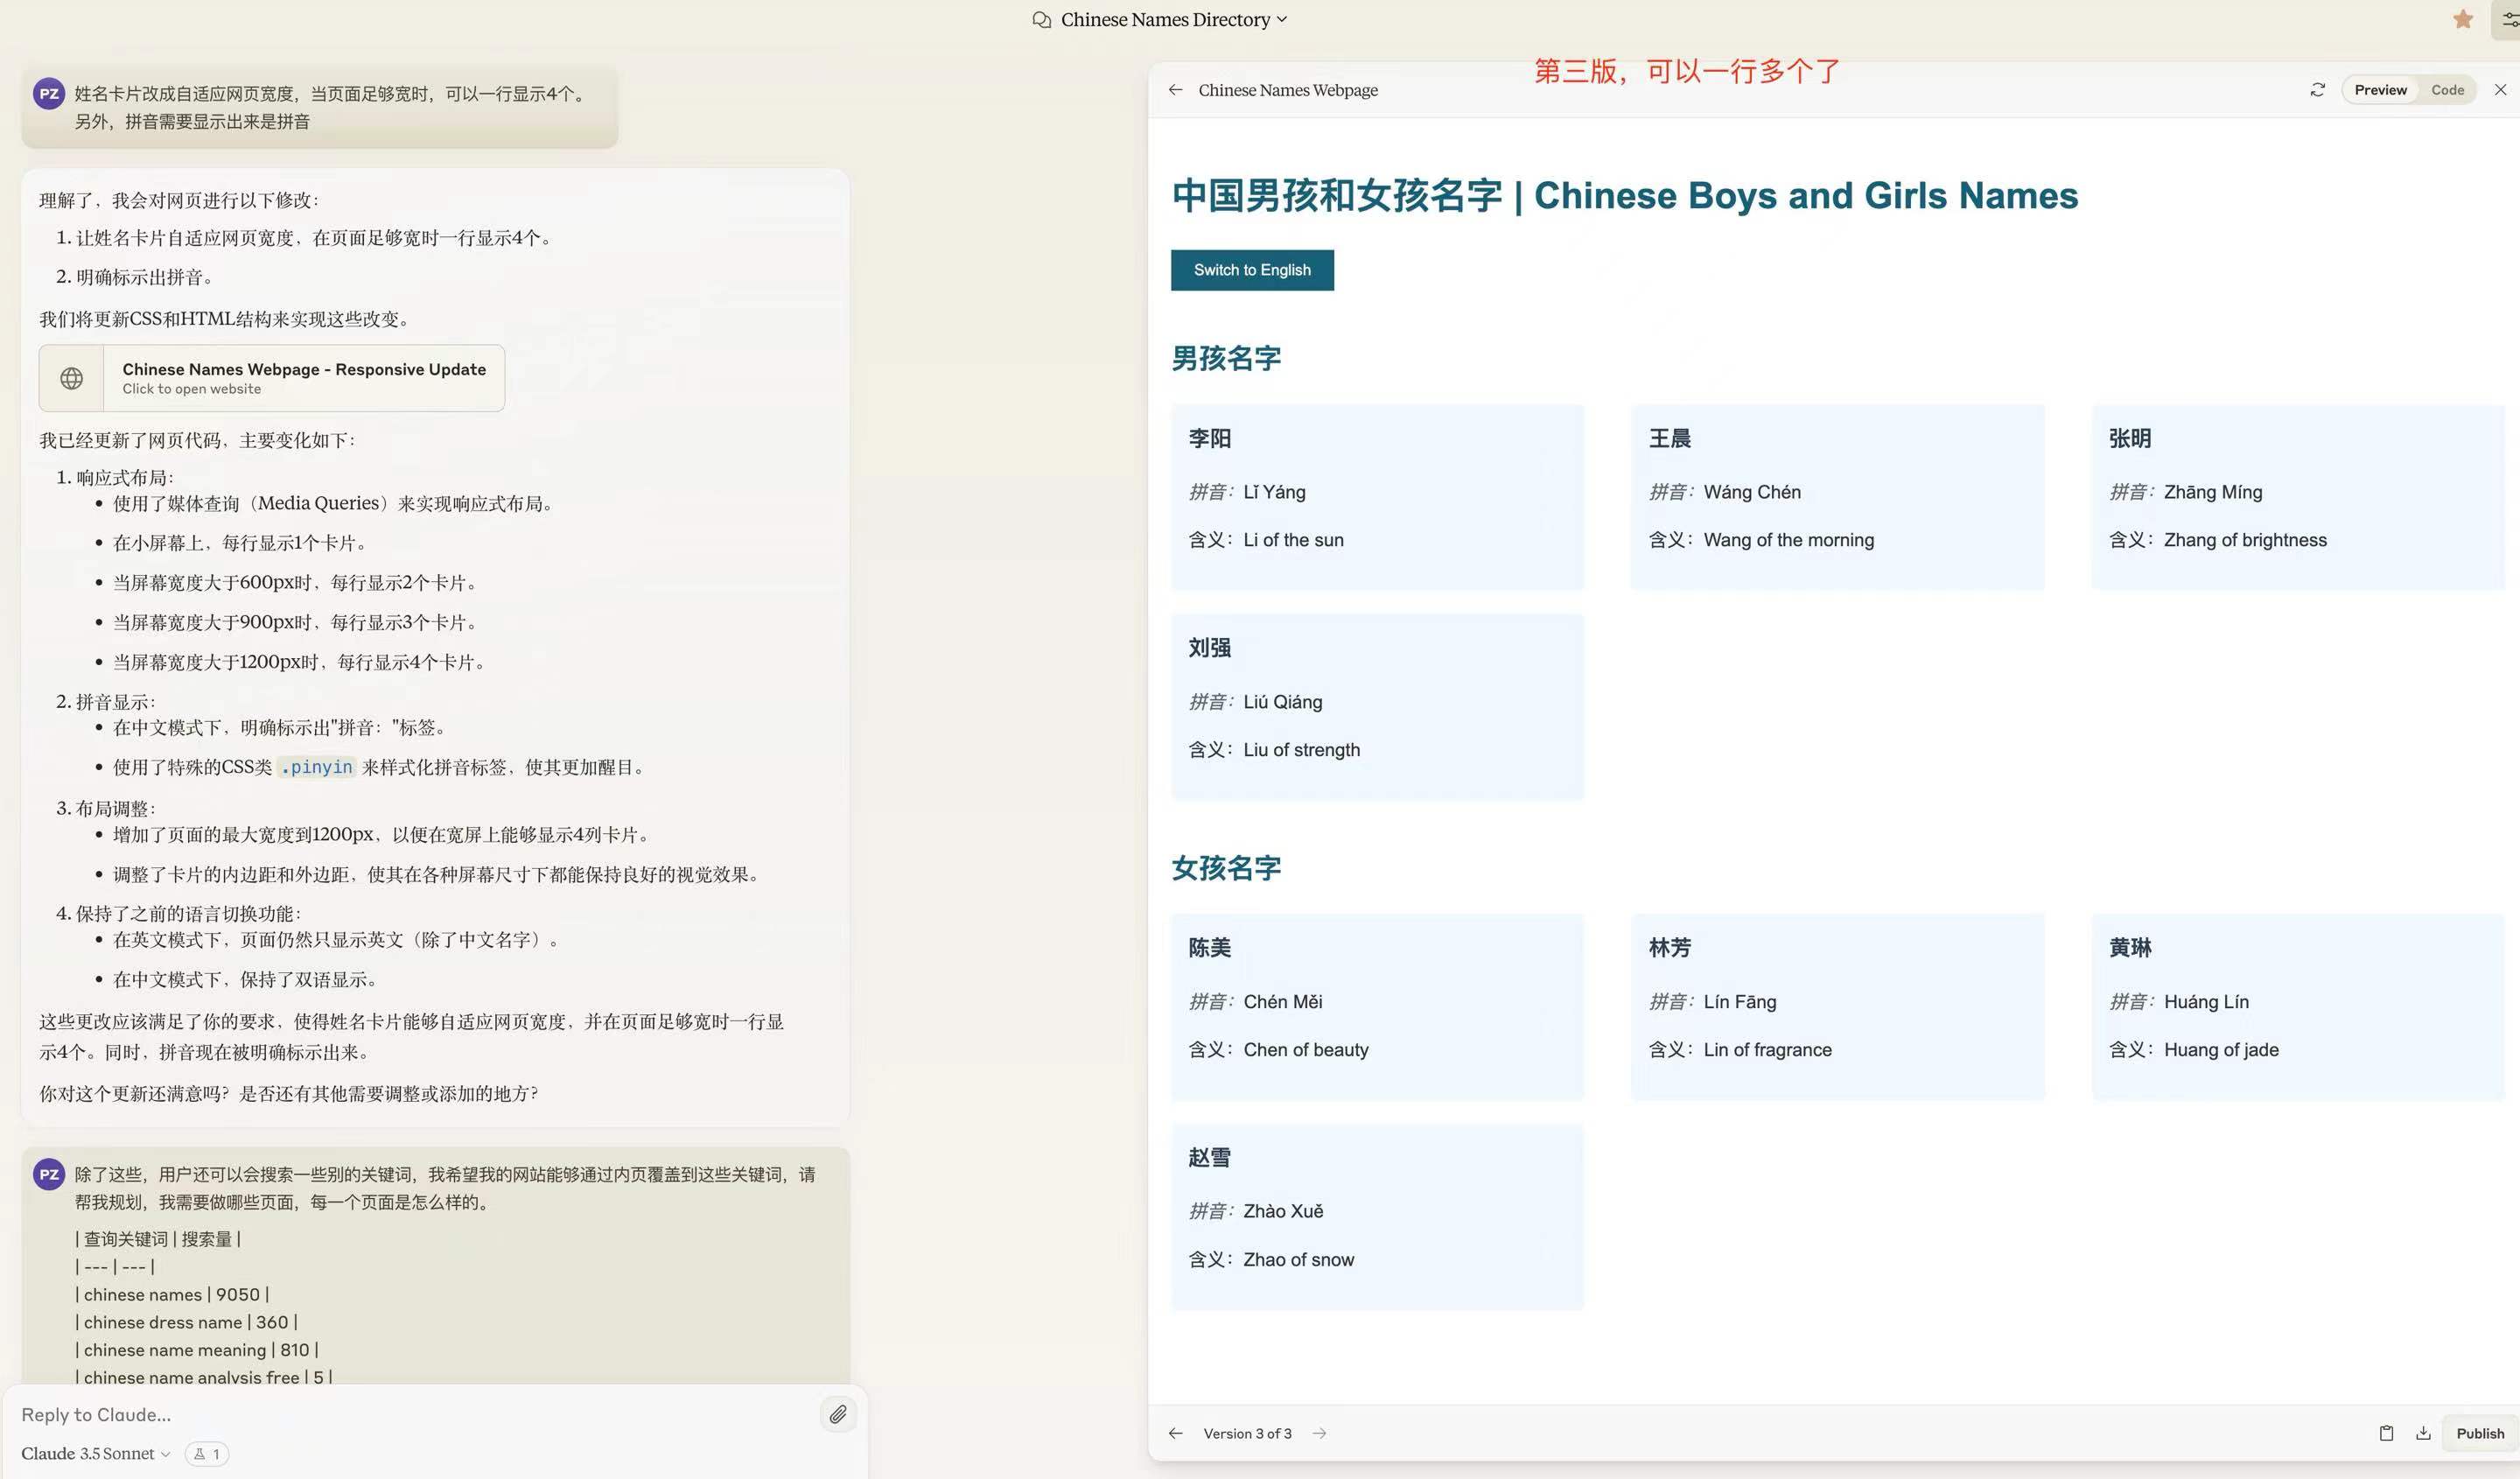 Chinese Names Directory
PZ
姓名卡片改成自适应网页宽度，当页面足够宽时，可以一行显示4个。
另外，拼音需要显示出来是拼音
理解了，我会对网页进行以下修改：
1. 让姓名卡片自适应网页宽度，在页面足够宽时一行显示4个。
2. 明确标示出拼音。
我们将更新CSS和HTML结构来实现这些改变。
Chinese Names Webpage - Responsive Update
Click to open website
我已经更新了网页代码，主要变化如下：
1. 响应式布局：
• 使用了媒体查询（Media Queries）来实现响应式布局。
• 在小屏幕上，每行显示1个卡片。
• 当屏幕宽度大于600px时，每行显示2个卡片。
• 当屏幕宽度大于900px时，每行显示3个卡片。
• 当屏幕宽度大于1200px时，每行显示4个卡片。
2. 拼音显示：
• 在中文模式下，明确标示出"拼音："标签。
• 使用了特殊的CSS类 .pinyin 来样式化拼音标签，使其更加醒目。
3. 布局调整：
• 增加了页面的最大宽度到1200px，以便在宽屏上能够显示4列卡片。
• 调整了卡片的内边距和外边距，使其在各种屏幕尺寸下都能保持良好的视觉效果。
4. 保持了之前的语言切换功能：
• 在英文模式下，页面仍然只显示英文（除了中文名字）。
• 在中文模式下，保持了双语显示。
这些更改应该满足了你的要求，使得姓名卡片能够自适应网页宽度，并在页面足够宽时一行显
示4个。同时，拼音现在被明确标示出来。
你对这个更新还满意吗？是否还有其他需要调整或添加的地方？
PZ
除了这些，用户还可以会搜索一些别的关键词，我希望我的网站能够通过内页覆盖到这些关键词，请
帮我规划，我需要做哪些页面，每一个页面是怎么样的。
| 查询关键词 | 搜索量 |
| --- | --- |
| chinese names | 9050 |
| chinese dress name | 360 |
| chinese name meaning | 810 |
| chinese name analysis free | 5 |
Reply to Claude...
Claude 3.5 Sonnet
1
第三版，可以一行多个了
Chinese Names Webpage
Preview
Code
中国男孩和女孩名字 | Chinese Boys and Girls Names
Switch to English
男孩名字
李阳
拼音：Lǐ Yáng
含义：Li of the sun
王晨
拼音：Wáng Chén
含义：Wang of the morning
张明
拼音：Zhāng Míng
含义：Zhang of brightness
刘强
拼音：Liú Qiáng
含义：Liu of strength
女孩名字
陈美
拼音：Chén Měi
含义：Chen of beauty
林芳
拼音：Lín Fāng
含义：Lin of fragrance
黄琳
拼音：Huáng Lín
含义：Huang of jade
赵雪
拼音：Zhào Xuě
含义：Zhao of snow
Version 3 of 3
Publish